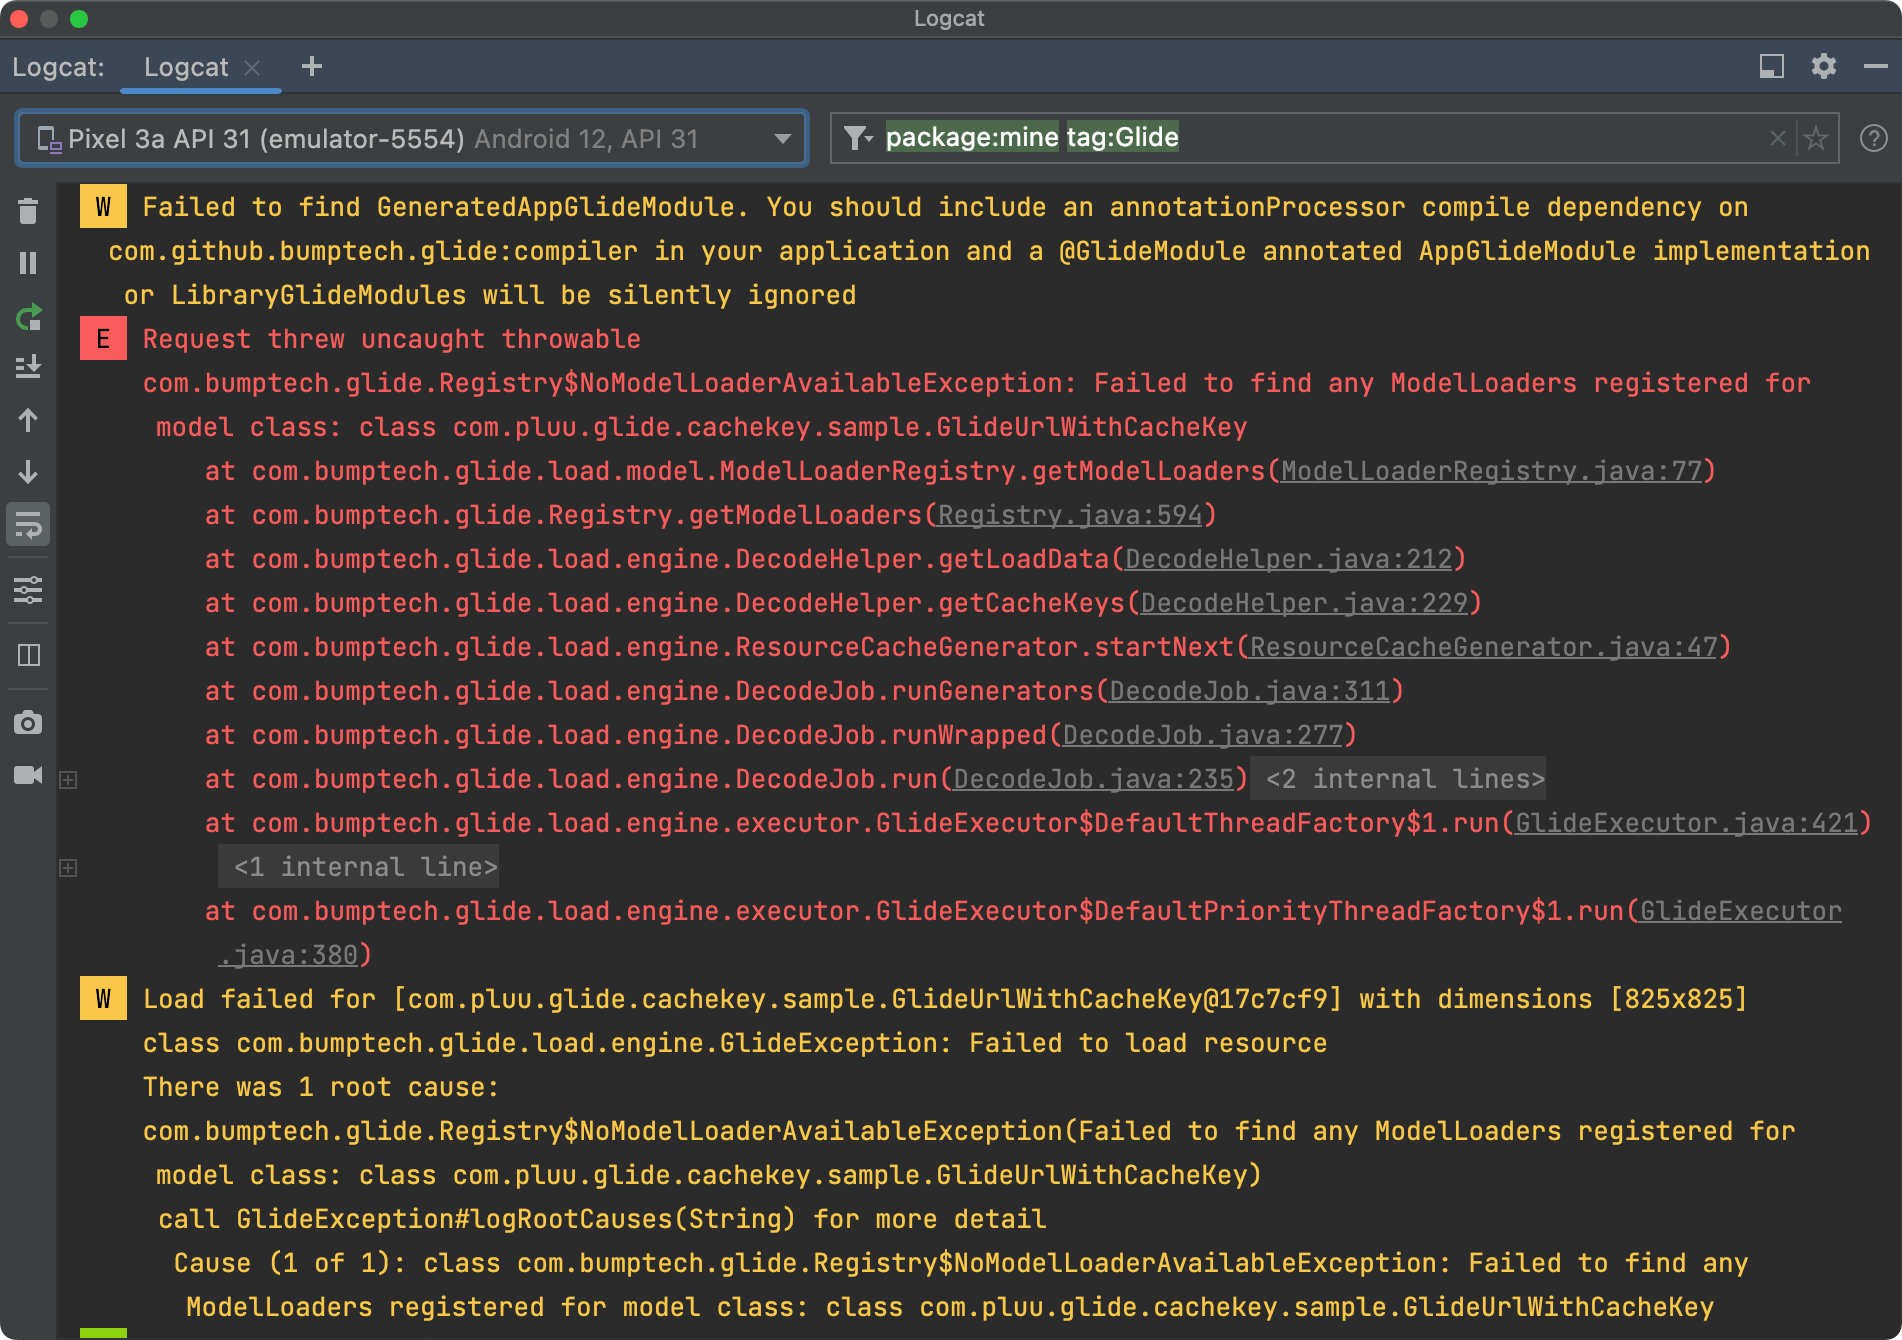 Logcat
Logcat: Logcat
Pixel 3a API 31 (emulator-5554) Android 12, API 31
package:mine tag:Glide
W Failed to find GeneratedAppGlideModule. You should include an annotationProcessor compile dependency on
com.github.bumptech.glide:compiler in your application and a @GlideModule annotated AppGlideModule implementation
or LibraryGlideModules will be silently ignored
E Request threw uncaught throwable
com.bumptech.glide.Registry$NoModelLoaderAvailableException: Failed to find any ModelLoaders registered for
model class: class com.pluu.glide.cachekey.sample.GlideUrlWithCacheKey
at com.bumptech.glide.load.model.ModelLoaderRegistry.getModelLoaders(ModelLoaderRegistry.java:77)
at com.bumptech.glide.Registry.getModelLoaders(Registry.java:594)
at com.bumptech.glide.load.engine.DecodeHelper.getLoadData(DecodeHelper.java:212)
at com.bumptech.glide.load.engine.DecodeHelper.getCacheKeys(DecodeHelper.java:229)
at com.bumptech.glide.load.engine.ResourceCacheGenerator.startNext(ResourceCacheGenerator.java:47)
at com.bumptech.glide.load.engine.DecodeJob.runGenerators(DecodeJob.java:311)
at com.bumptech.glide.load.engine.DecodeJob.runWrapped(DecodeJob.java:277)
at com.bumptech.glide.load.engine.DecodeJob.run(DecodeJob.java:235) <2 internal lines>
at com.bumptech.glide.load.engine.executor.GlideExecutor$DefaultThreadFactory$1.run(GlideExecutor.java:421)
<1 internal line>
at com.bumptech.glide.load.engine.executor.GlideExecutor$DefaultPriorityThreadFactory$1.run(GlideExecutor
.java:380)
W Load failed for [com.pluu.glide.cachekey.sample.GlideUrlWithCacheKey@17c7cf9] with dimensions [825x825]
class com.bumptech.glide.load.engine.GlideException: Failed to load resource
There was 1 root cause:
com.bumptech.glide.Registry$NoModelLoaderAvailableException(Failed to find any ModelLoaders registered for
model class: class com.pluu.glide.cachekey.sample.GlideUrlWithCacheKey)
call GlideException#logRootCauses(String) for more detail
Cause (1 of 1): class com.bumptech.glide.Registry$NoModelLoaderAvailableException: Failed to find any
ModelLoaders registered for model class: class com.pluu.glide.cachekey.sample.GlideUrlWithCacheKey